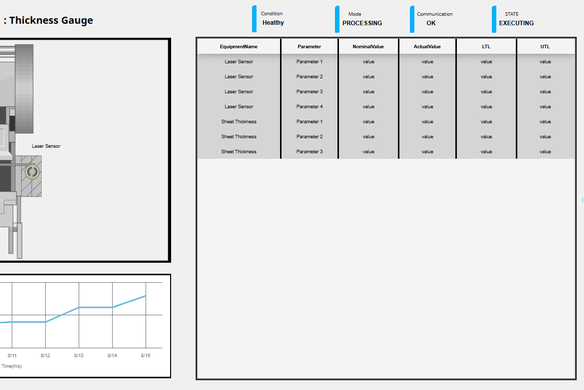 : Thickness Gauge
Condition
Healthy
Mode
PROCESSING
Communication
OK
STATE
EXECUTING
EquipmentName Parameter NominalValue ActualValue LTL UTL
Laser Sensor Parameter 1 value value value value
Laser Sensor Parameter 2 value value value value
Laser Sensor Parameter 3 value value value value
Laser Sensor Parameter 4 value value value value
Sheet Thickness Parameter 1 value value value value
Sheet Thickness Parameter 2 value value value value
Sheet Thickness Parameter 3 value value value value
Laser Sensor
8/11 8/12 8/13 8/14 8/15
Time(hrs)